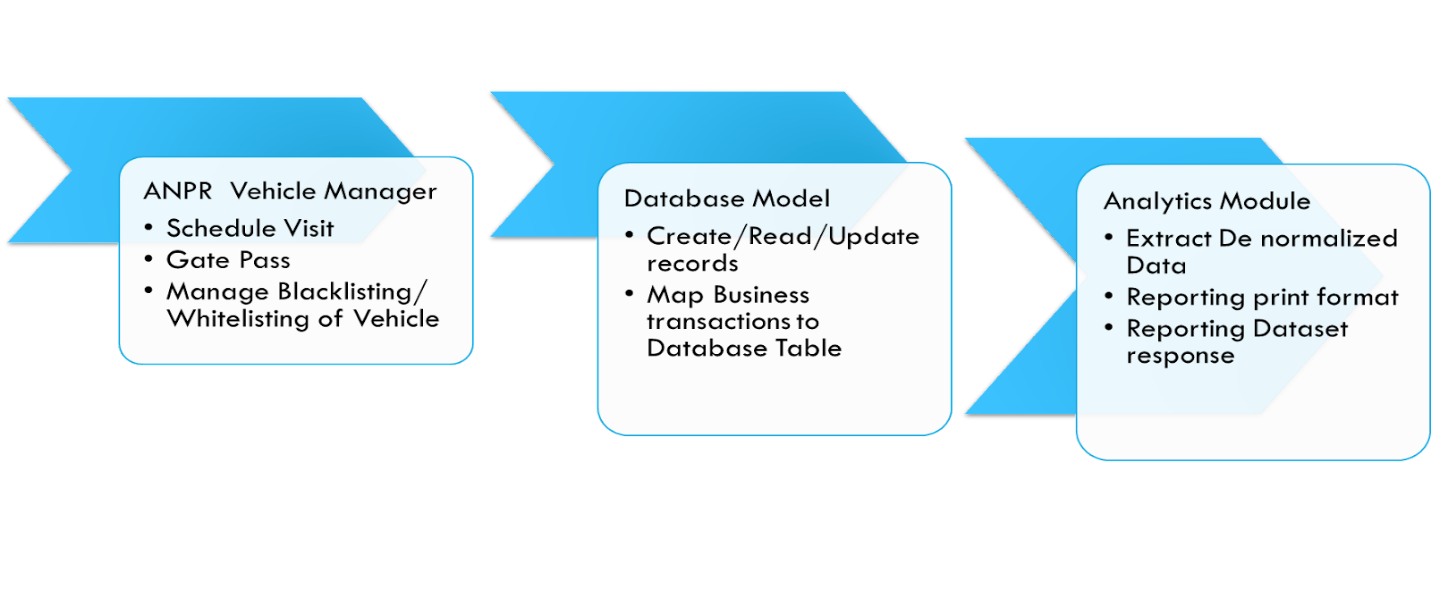 ANPR  Vehicle Manager
• Schedule Visit
• Gate Pass
• Manage Blacklisting/
Whitelisting of Vehicle
Database Model
• Create/Read/Update
records
• Map Business
transactions to
Database Table
Analytics Module
• Extract De normalized
Data
• Reporting print format
• Reporting Dataset
response